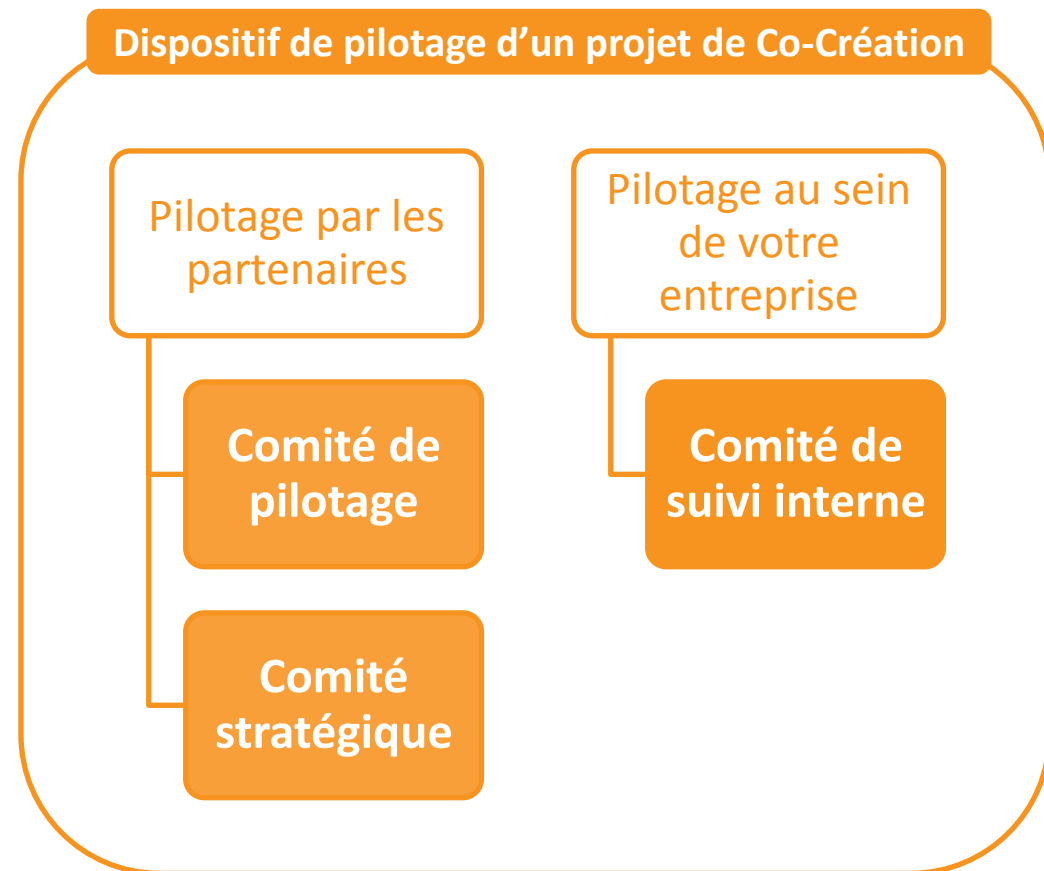 Dispositif de pilotage d’un projet de Co-Création
Pilotage par les
partenaires
Comité de
pilotage
Comité
stratégique
Pilotage au sein
de votre
entreprise
Comité de
suivi interne